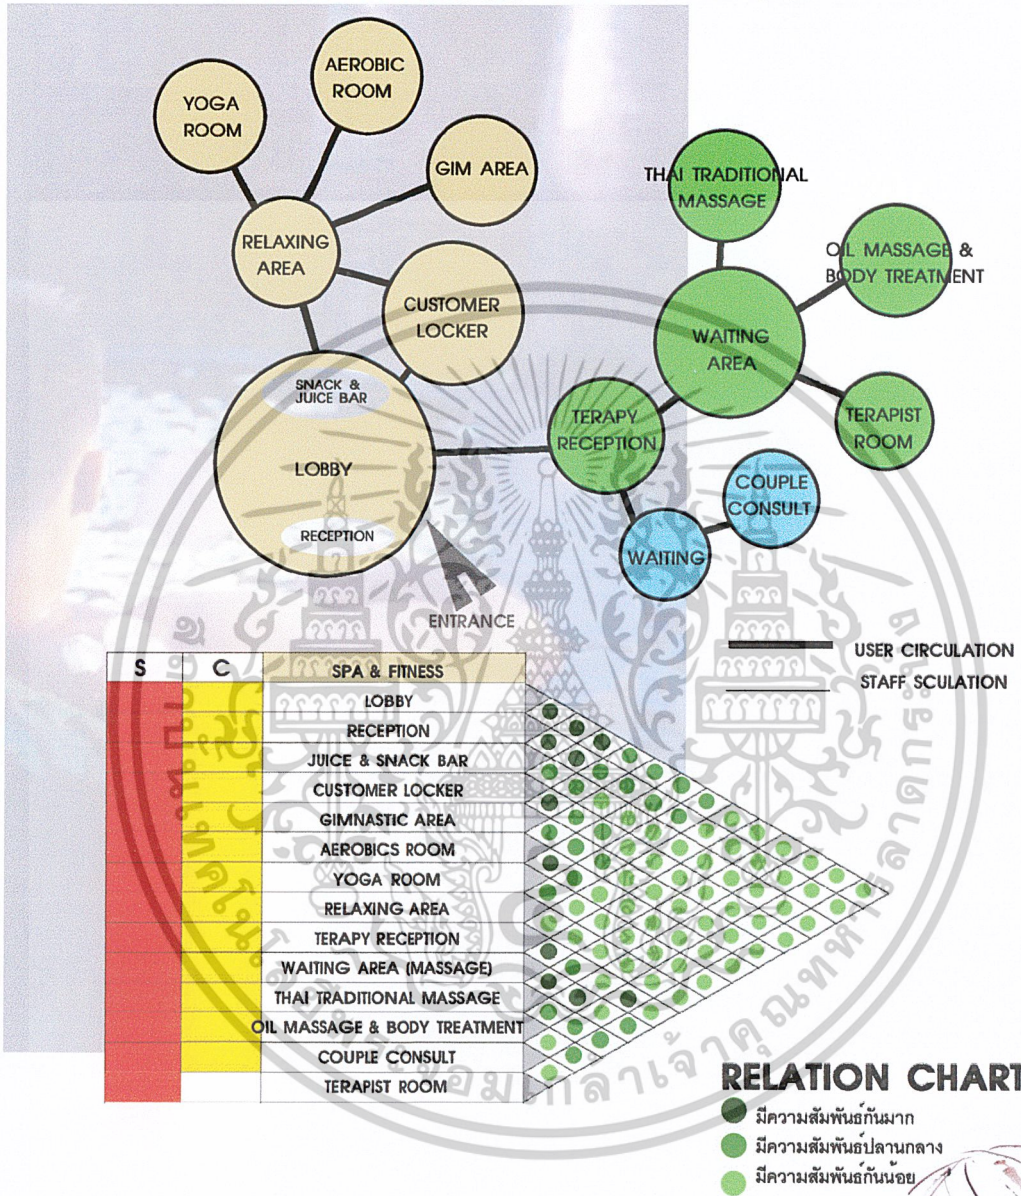 AEROBIC
ROOM
YOGA
ROOM
GIM AREA
THAI TRADITIONAL
MASSAGE
RELAXING
AREA
OIL MASSAGE &
BODY TREATMENT
CUSTOMER
LOCKER
WAITING
AREA
SNACK &
JUICE BAR
TERAPY
RECEPTION
TERAPIST
ROOM
LOBBY
COUPLE
CONSULT
RECEPTION
WAITING
ENTRANCE
USER CIRCULATION
STAFF SCULATION
S C SPA & FITNESS
LOBBY
RECEPTION
JUICE & SNACK BAR
CUSTOMER LOCKER
GIMNASTIC AREA
AEROBICS ROOM
YOGA ROOM
RELAXING AREA
TERAPY RECEPTION
WAITING AREA (MASSAGE)
THAI TRADITIONAL MASSAGE
OIL MASSAGE & BODY TREATMENT
COUPLE CONSULT
TERAPIST ROOM
RELATION CHART
มีความสัมพันธ์กันมาก
มีความสัมพันธ์ปลานกลาง
มีความสัมพันธ์กันน้อย